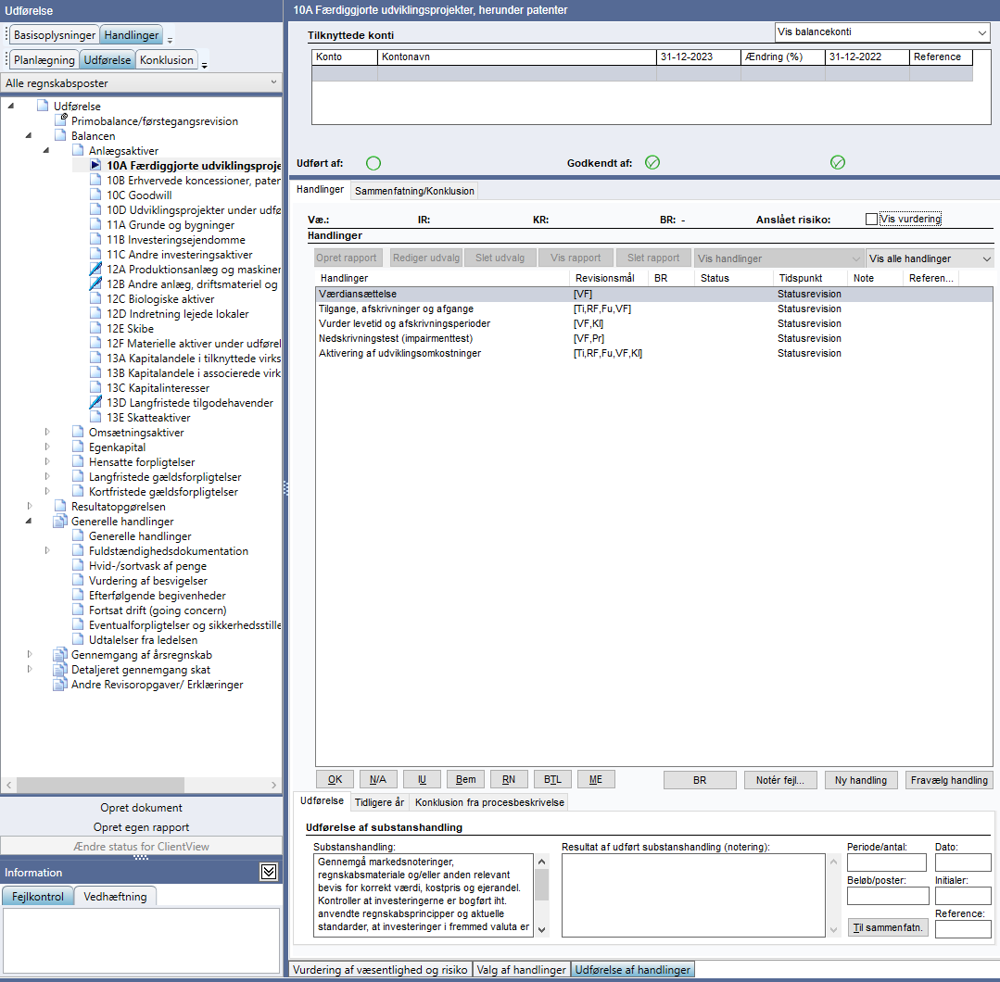 Udførelse
Basisoplysninger Handlinger
Planlægning Udførelse Konklusion
Alle regnskabsposter
Udførelse
Primobalance/førstegangsrevision
Balancen
Anlægsaktiver
10A Færdiggjorte udviklingsproje
10B Erhvervede koncessioner, paten
10C Goodwill
10D Udviklingsprojekter under udfø
11A Grunde og bygninger
11B Investeringsejendomme
11C Andre investeringsaktiver
12A Produktionsanlæg og maskiner
12B Andre anlæg, driftsmateriel og
12C Biologiske aktiver
12D Indretning lejede lokaler
12E Skibe
12F Materielle aktiver under udførel
13A Kapitalandele i tilknyttede virks
13B Kapitalandele i associerede virk
13C Kapitalinteresser
13D Langfristede tilgodehavender
13E Skatteaktiver
Omsætningsaktiver
Egenkapital
Hensatte forpligtelser
Langfristede gældsforpligtelser
Kortfristede gældsforpligtelser
Resultatopgørelsen
Generelle handlinger
Generelle handlinger
Fuldstændighedsdokumentation
Hvid-/sortvask af penge
Vurdering af besvigelser
Efterfølgende begivenheder
Fortsat drift (going concern)
Eventualforpligtelser og sikkerhedsstille
Udtalelser fra ledelsen
Gennemgang af årsregnskab
Detaljeret gennemgang skat
Andre Revisoropgaver/ Erklæringer
Opret dokument
Opret egen rapport
Ændre status for ClientView
Information
Fejlkontrol Vedhæftning
10A Færdiggjorte udviklingsprojekter, herunder patenter
Tilknyttede konti Vis balancekonti
Konto Kontonavn 31-12-2023 Ændring (%) 31-12-2022 Reference
Udført af: Godkendt af:
Handlinger Sammenfatning/Konklusion
Væ.: IR: KR: BR: - Anslået risiko: Vis vurdering
Handlinger
Opret rapport Rediger udvalg Slet udvalg Vis rapport Slet rapport Vis handlinger Vis alle handlinger
Handlinger Revisionsmål BR Status Tidspunkt Note Referen...
Værdiansættelse [VF] Statusrevision
Tilgange, afskrivninger og afgange [Ti,RF,Fu,VF] Statusrevision
Vurder levetid og afskrivningsperioder [VF,Kl] Statusrevision
Nedskrivningstest (impairmenttest) [VF,Pr] Statusrevision
Aktivering af udviklingsomkostninger [Ti,RF,Fu,VF,Kl] Statusrevision
OK N/A IU Bem RN BTL ME BR Notér fejl... Ny handling Fravælg handling
Udførelse Tidligere år Konklusion fra procesbeskrivelse
Udførelse af substanshandling
Substanshandling: Resultat af udført substanshandling (notering): Periode/antal: Dato:
Gennemgå markedsnoteringer,
regnskabsmateriale og/eller anden relevant
bevis for korrekt værdi, kostpris og ejerandel.
Kontroller at investeringerne er bogført iht.
anvendte regnskabsprincipper og aktuelle
standarder, at investeringer i fremmed valuta er
Beløb/poster: Initialer:
Reference:
Til sammenfatn.
Vurdering af væsentlighed og risiko Valg af handlinger Udførelse af handlinger